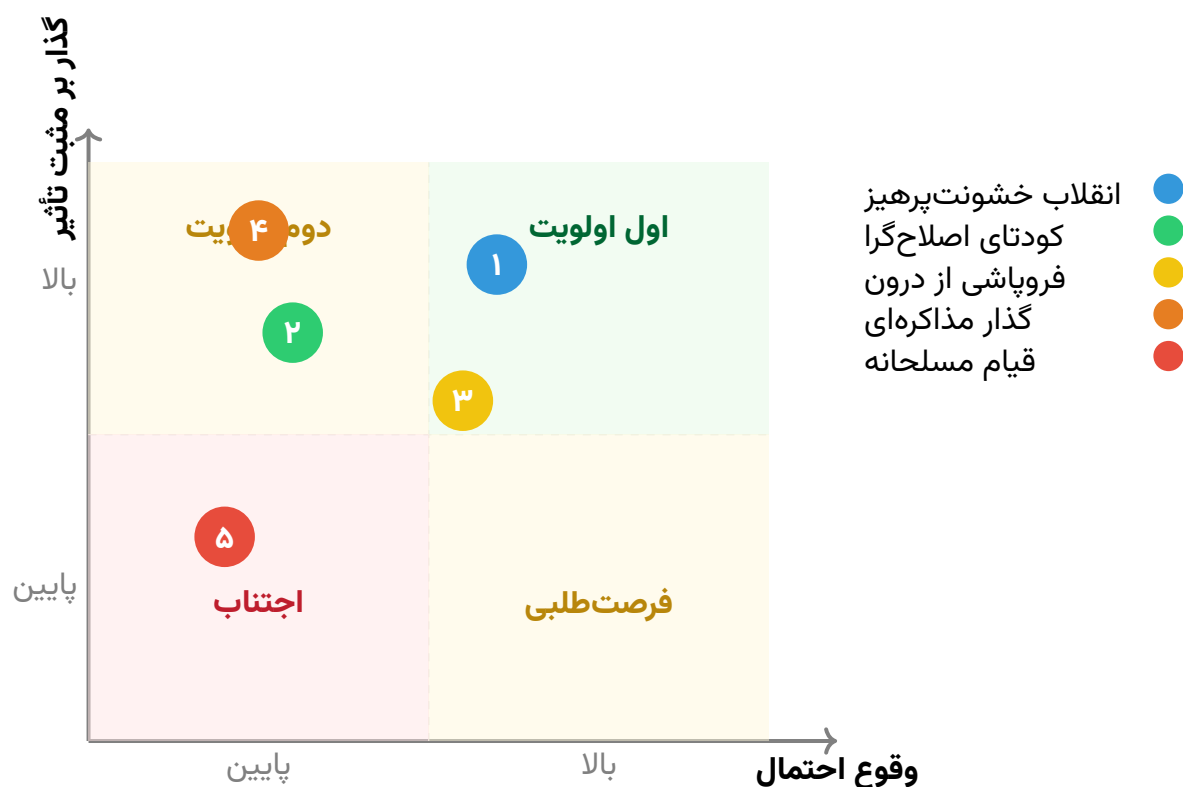 گذار بر مثبت تأثیر
دوم
اول اولویت
۴
۱
۲
۳
۵
بالا
پایین
اجتناب
فرصت‌طلبی
پایین
بالا
وقوع احتمال
انقلاب خشونت‌پرهیز
کودتای اصلاح‌گرا
فروپاشی از درون
گذار مذاکره‌ای
قیام مسلحانه